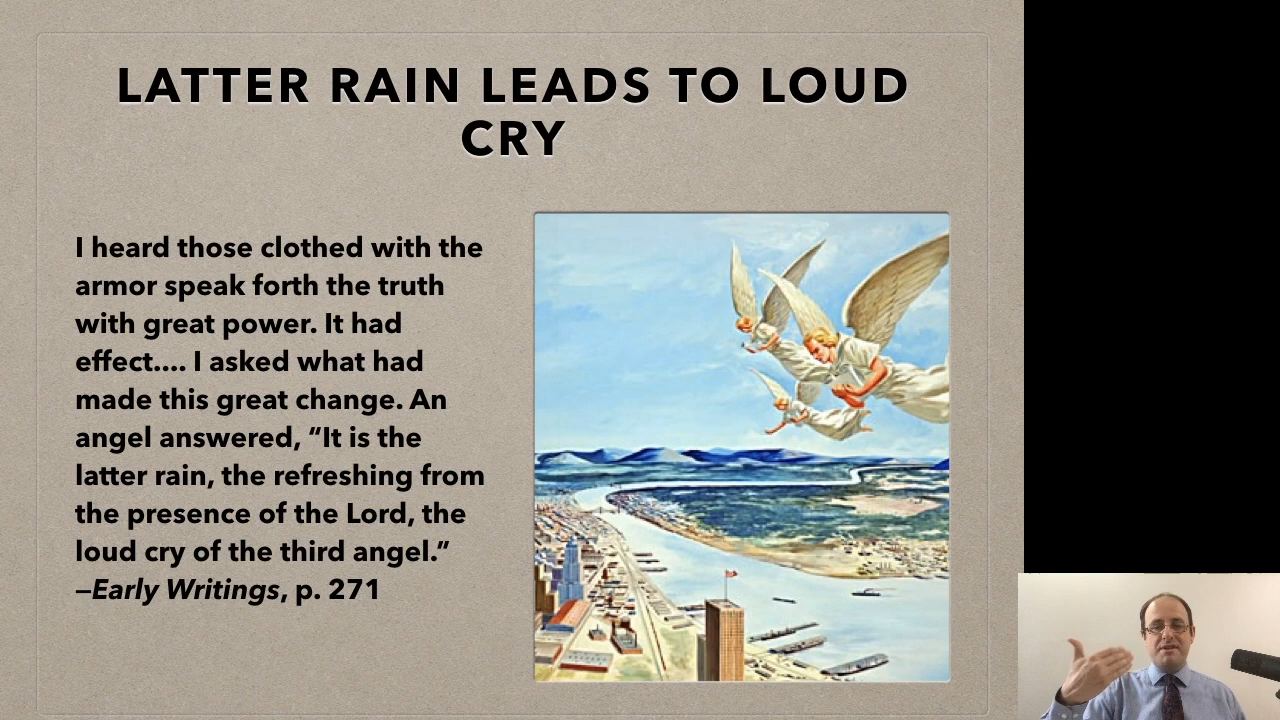 LATTER RAIN LEADS TO LOUD
CRY
I heard those clothed with the
armor speak forth the truth
with great power. It had
effect.... I asked what had
made this great change. An
angel answered, “It is the
latter rain, the refreshing from
the presence of the Lord, the
loud cry of the third angel.”
—Early Writings, p. 271